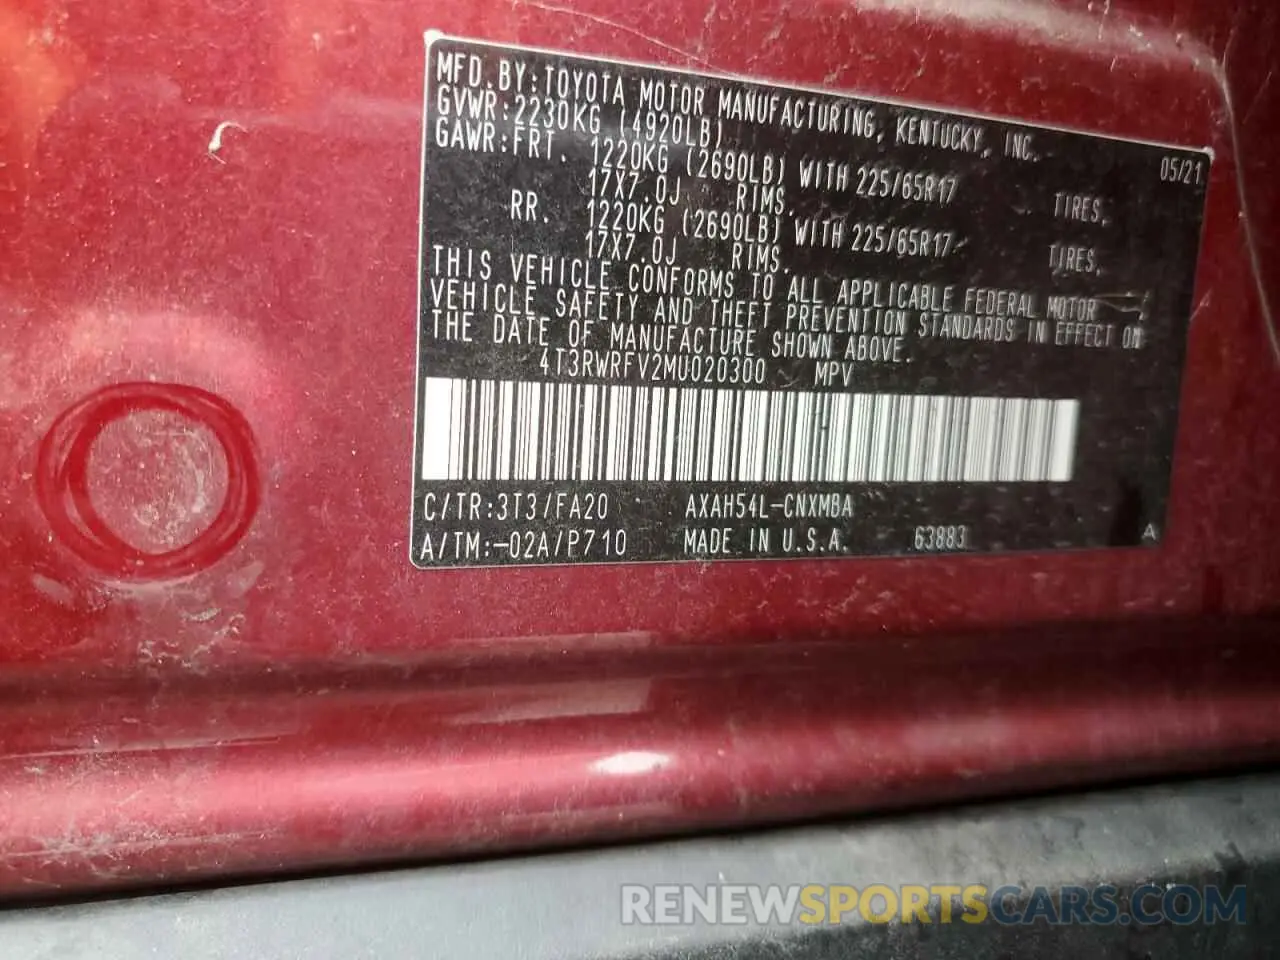 MFD. BY: TOYOTA MOTOR MANUFACTURING, KENTUCKY, INC. 05/21
GVWR: 2230KG (4920LB)
GAWR: FRT. 1220KG (2690LB) WITH 225/65R17 TIRES,
17X7.0J RIMS.
RR. 1220KG (2690LB) WITH 225/65R17 TIRES,
17X7.0J RIMS.
THIS VEHICLE CONFORMS TO ALL APPLICABLE FEDERAL MOTOR
VEHICLE SAFETY AND THEFT PREVENTION STANDARDS IN EFFECT ON
THE DATE OF MANUFACTURE SHOWN ABOVE.
4T3RWRFV2MU020300 MPV
C/TR:3T3/FA20 AXAH54L-CNXMBA
A/TM:-02A/P710 MADE IN U.S.A. 63883 A
RENEWSPORTSCARS.COM